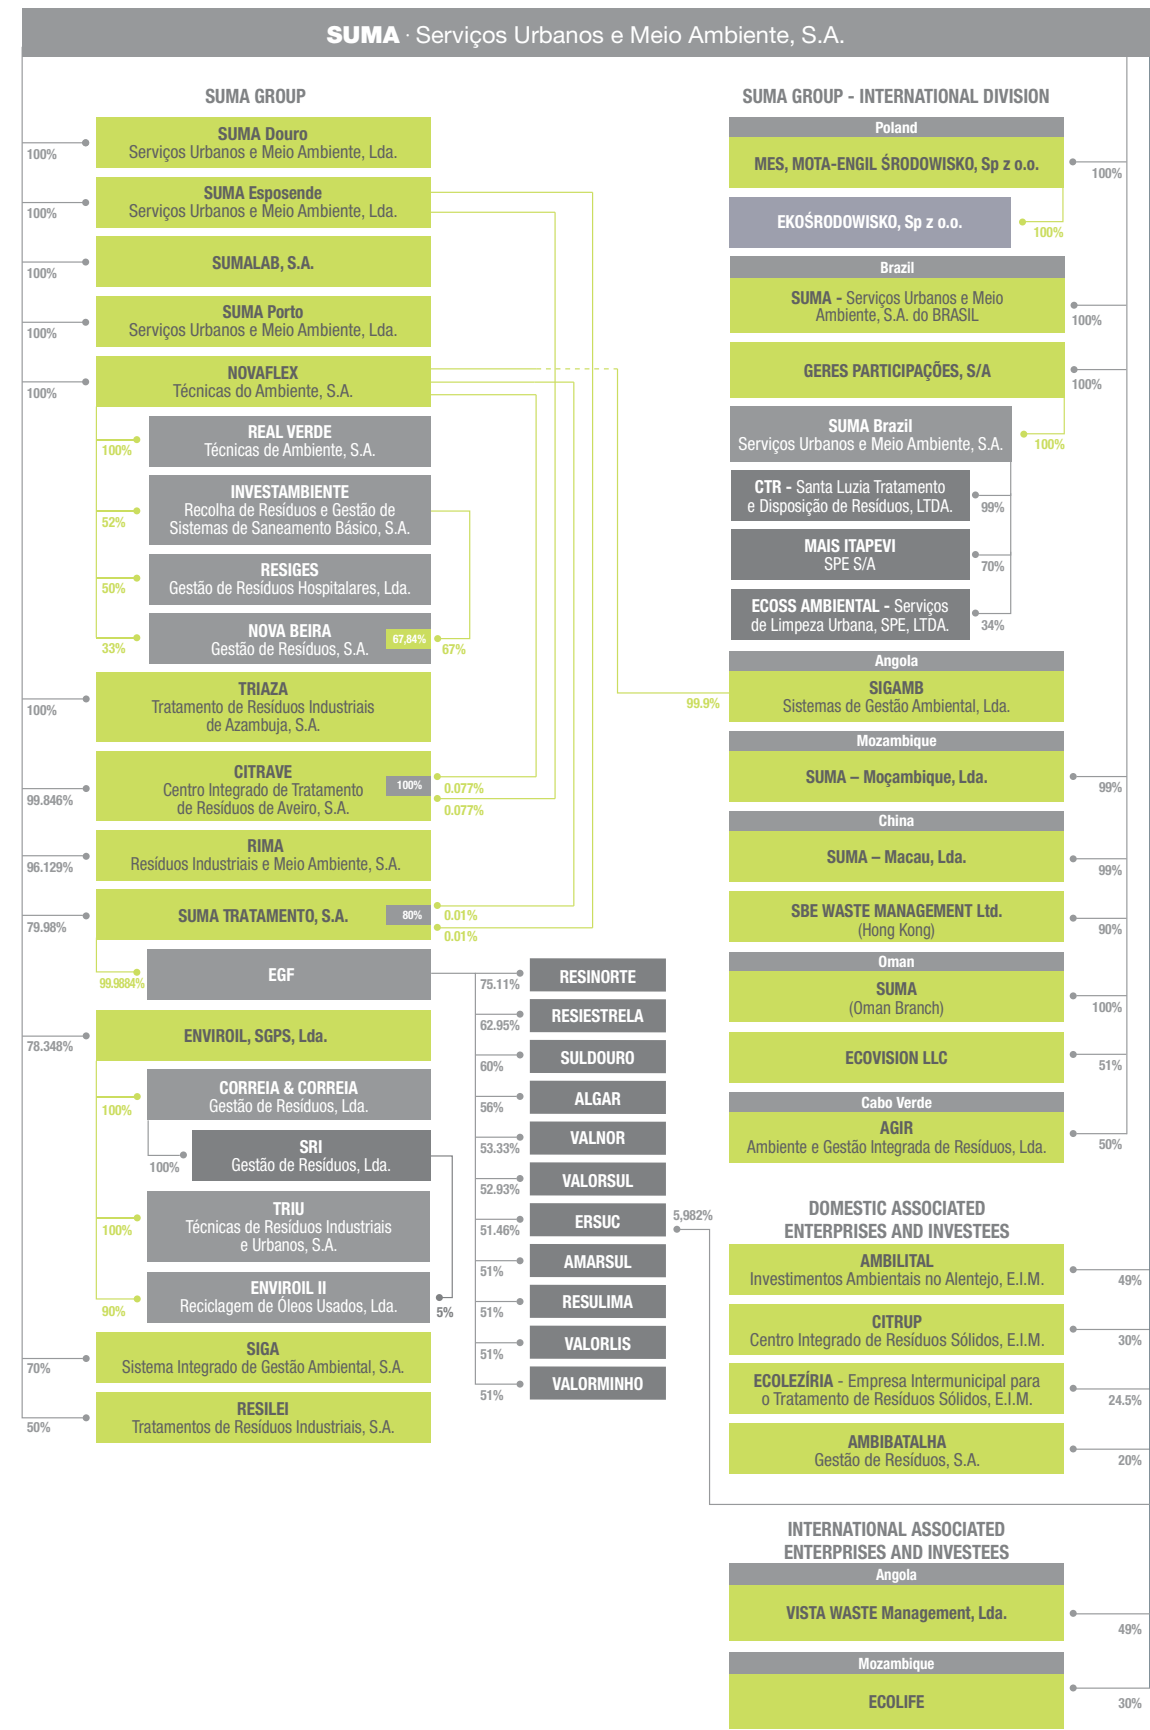 SUMA · Serviços Urbanos e Meio Ambiente, S.A.
SUMA GROUP
100%
SUMA Douro
Serviços Urbanos e Meio Ambiente, Lda.
100%
SUMA Esposende
Serviços Urbanos e Meio Ambiente, Lda.
100%
SUMALAB, S.A.
100%
SUMA Porto
Serviços Urbanos e Meio Ambiente, Lda.
100%
NOVAFLEX
Técnicas do Ambiente, S.A.
100%
REAL VERDE
Técnicas de Ambiente, S.A.
52%
INVESTAMBIENTE
Recolha de Resíduos e Gestão de
Sistemas de Saneamento Básico, S.A.
50%
RESIGES
Gestão de Resíduos Hospitalares, Lda.
33%
NOVA BEIRA
Gestão de Resíduos, S.A.
67,84%
67%
100%
TRIAZA
Tratamento de Resíduos Industriais
de Azambuja, S.A.
99.846%
CITRAVE
Centro Integrado de Tratamento
de Resíduos de Aveiro, S.A.
100%
0.077%
0.077%
96.129%
RIMA
Resíduos Industriais e Meio Ambiente, S.A.
79.98%
SUMA TRATAMENTO, S.A.
80%
0.01%
0.01%
99.9884%
EGF
75.11%
RESINORTE
62.95%
RESIESTRELA
60%
SULDOURO
56%
ALGAR
53.33%
VALNOR
52.93%
VALORSUL
51.46%
ERSUC
5,982%
51%
AMARSUL
51%
RESULIMA
51%
VALORLIS
51%
VALORMINHO
78.348%
ENVIROIL, SGPS, Lda.
100%
CORREIA & CORREIA
Gestão de Resíduos, Lda.
100%
SRI
Gestão de Resíduos, Lda.
100%
TRIU
Técnicas de Resíduos Industriais
e Urbanos, S.A.
90%
ENVIROIL II
Reciclagem de Óleos Usados, Lda.
5%
70%
SIGA
Sistema Integrado de Gestão Ambiental, S.A.
50%
RESILEI
Tratamentos de Resíduos Industriais, S.A.
SUMA GROUP - INTERNATIONAL DIVISION
Poland
MES, MOTA-ENGIL ŚRODOWISKO, Sp z o.o.
100%
EKOŚRODOWISKO, Sp z o.o.
100%
Brazil
SUMA - Serviços Urbanos e Meio
Ambiente, S.A. do BRASIL
100%
GERES PARTICIPAÇÕES, S/A
100%
SUMA Brazil
Serviços Urbanos e Meio Ambiente, S.A.
100%
CTR - Santa Luzia Tratamento
e Disposição de Resíduos, LTDA.
99%
MAIS ITAPEVI
SPE S/A
70%
ECOSS AMBIENTAL - Serviços
de Limpeza Urbana, SPE, LTDA.
34%
Angola
SIGAMB
Sistemas de Gestão Ambiental, Lda.
99.9%
Mozambique
SUMA – Moçambique, Lda.
99%
China
SUMA – Macau, Lda.
99%
SBE WASTE MANAGEMENT Ltd.
(Hong Kong)
90%
Oman
SUMA
(Oman Branch)
100%
ECOVISION LLC
51%
Cabo Verde
AGIR
Ambiente e Gestão Integrada de Resíduos, Lda.
50%
DOMESTIC ASSOCIATED
ENTERPRISES AND INVESTEES
AMBILITAL
Investimentos Ambientais no Alentejo, E.I.M.
49%
CITRUP
Centro Integrado de Resíduos Sólidos, E.I.M.
30%
ECOLEZÍRIA - Empresa Intermunicipal para
o Tratamento de Resíduos Sólidos, E.I.M.
24.5%
AMBIBATALHA
Gestão de Resíduos, S.A.
20%
INTERNATIONAL ASSOCIATED
ENTERPRISES AND INVESTEES
Angola
VISTA WASTE Management, Lda.
49%
Mozambique
ECOLIFE
30%